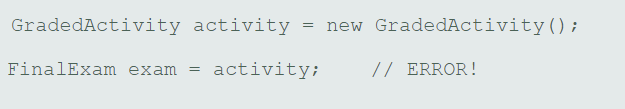 GradedActivity activity = new GradedActivity();
FinalExam exam = activity;    // ERROR!